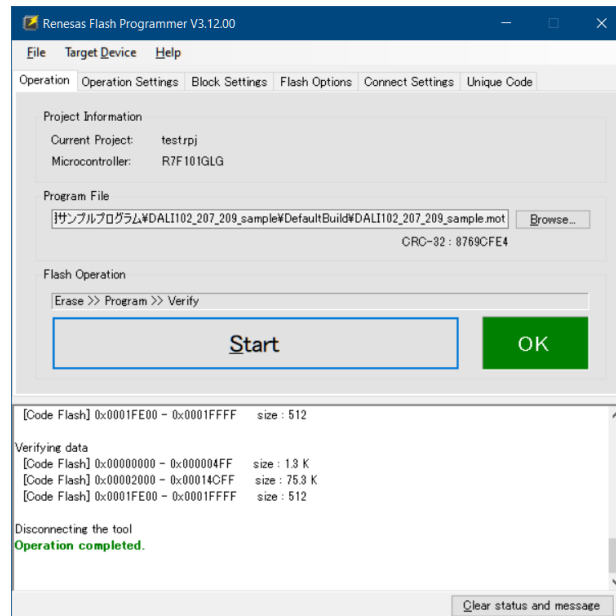 Renesas Flash Programmer V3.12.00
File Target Device Help
Operation Operation Settings Block Settings Flash Options Connect Settings Unique Code
Project Information
Current Project: test.rpj
Microcontroller: R7F101GLG
Program File
サンプルプログラム¥DALI102_207_209_sample¥DefaultBuild¥DALI102_207_209_sample.mot Browse...
CRC-32 : 8769CFE4
Flash Operation
Erase >> Program >> Verify
Start OK
[Code Flash] 0x0001FE00 - 0x0001FFFF size : 512
Verifying data
[Code Flash] 0x00000000 - 0x000004FF size : 1.3 K
[Code Flash] 0x00002000 - 0x00014CFF size : 75.3 K
[Code Flash] 0x0001FE00 - 0x0001FFFF size : 512
Disconnecting the tool
Operation completed.
Clear status and message